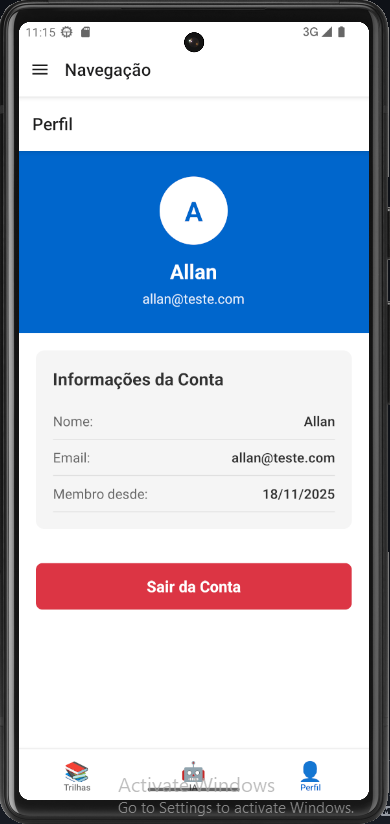 11:15 3G
Navegação
Perfil
A
Allan
allan@teste.com
Informações da Conta
Nome: Allan
Email: allan@teste.com
Membro desde: 18/11/2025
Sair da Conta
Trilhas IA Perfil
Activate Windows
Go to Settings to activate Windows.